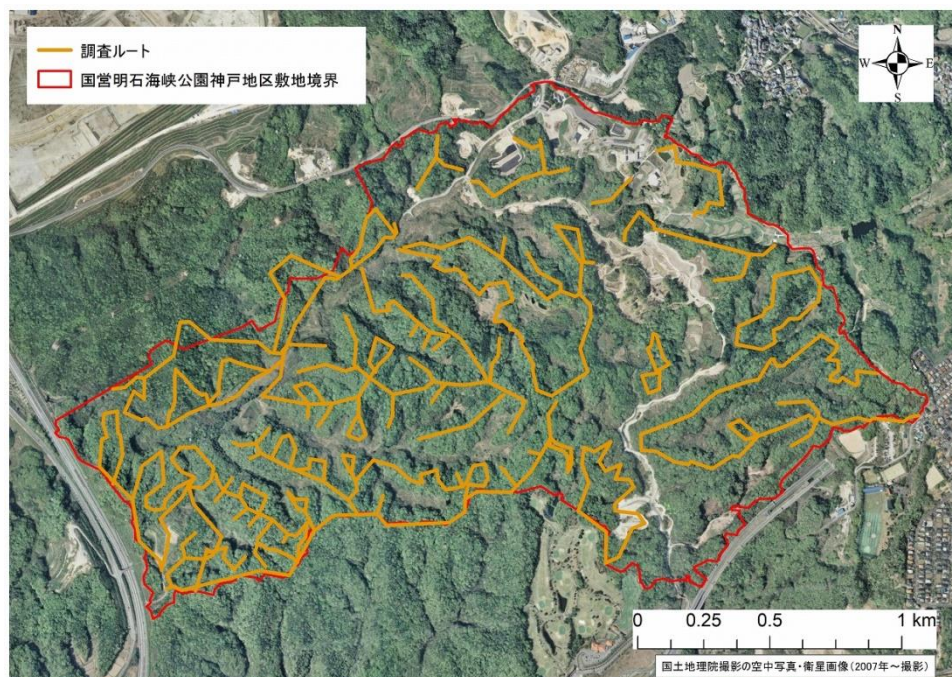 調査ルート
国営明石海峡公園神戸地区敷地境界
N
W E
S
0 0.25 0.5 1 km
国土地理院撮影の空中写真・衛星画像(2007年~撮影)